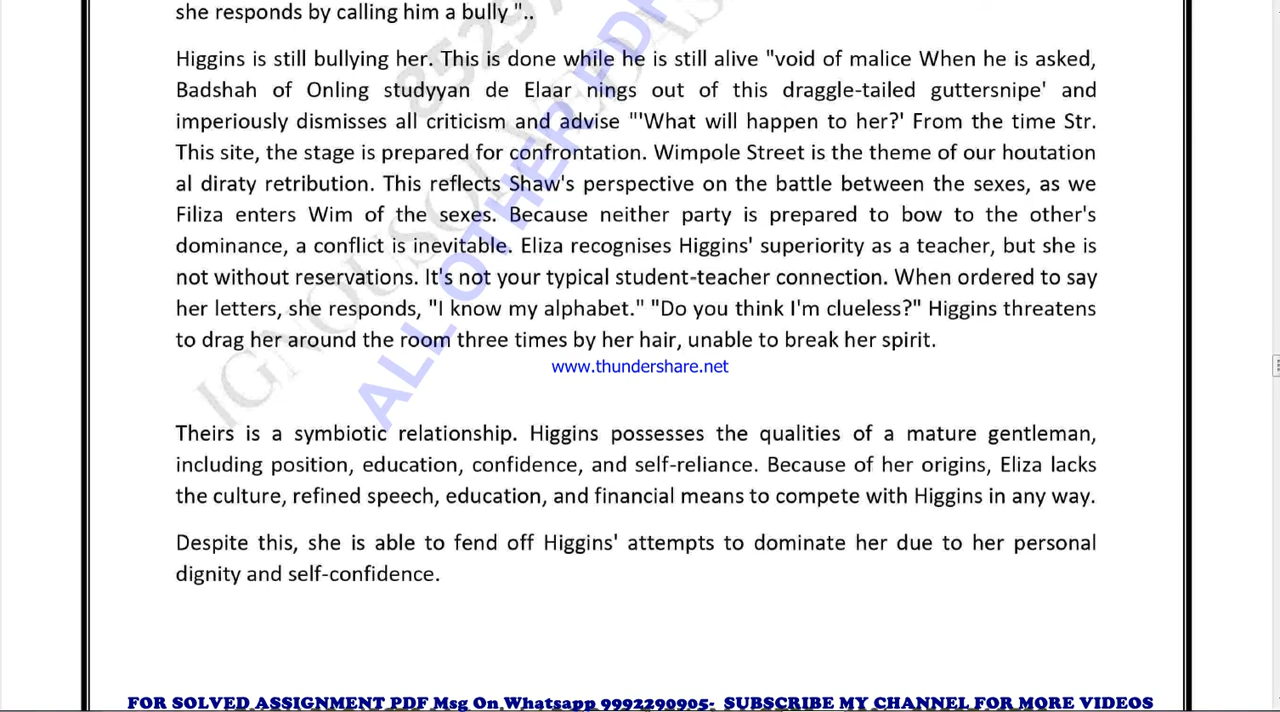 she responds by calling him a bully "..
Higgins is still bullying her. This is done while he is still alive "void of malice When he is asked,
Badshah of Onling studyyan de Elaar nings out of this draggle-tailed guttersnipe' and
imperiously dismisses all criticism and advise "'What will happen to her?' From the time Str.
This site, the stage is prepared for confrontation. Wimpole Street is the theme of our houtation
al diraty retribution. This reflects Shaw's perspective on the battle between the sexes, as we
Filiza enters Wim of the sexes. Because neither party is prepared to bow to the other's
dominance, a conflict is inevitable. Eliza recognises Higgins' superiority as a teacher, but she is
not without reservations. It's not your typical student-teacher connection. When ordered to say
her letters, she responds, "I know my alphabet." "Do you think I'm clueless?" Higgins threatens
to drag her around the room three times by her hair, unable to break her spirit.
www.thundershare.net
Theirs is a symbiotic relationship. Higgins possesses the qualities of a mature gentleman,
including position, education, confidence, and self-reliance. Because of her origins, Eliza lacks
the culture, refined speech, education, and financial means to compete with Higgins in any way.
Despite this, she is able to fend off Higgins' attempts to dominate her due to her personal
dignity and self-confidence.
ALL OTHER PDF
FOR SOLVED ASSIGNMENT PDF Msg On Whatsapp 9992290905- SUBSCRIBE MY CHANNEL FOR MORE VIDEOS